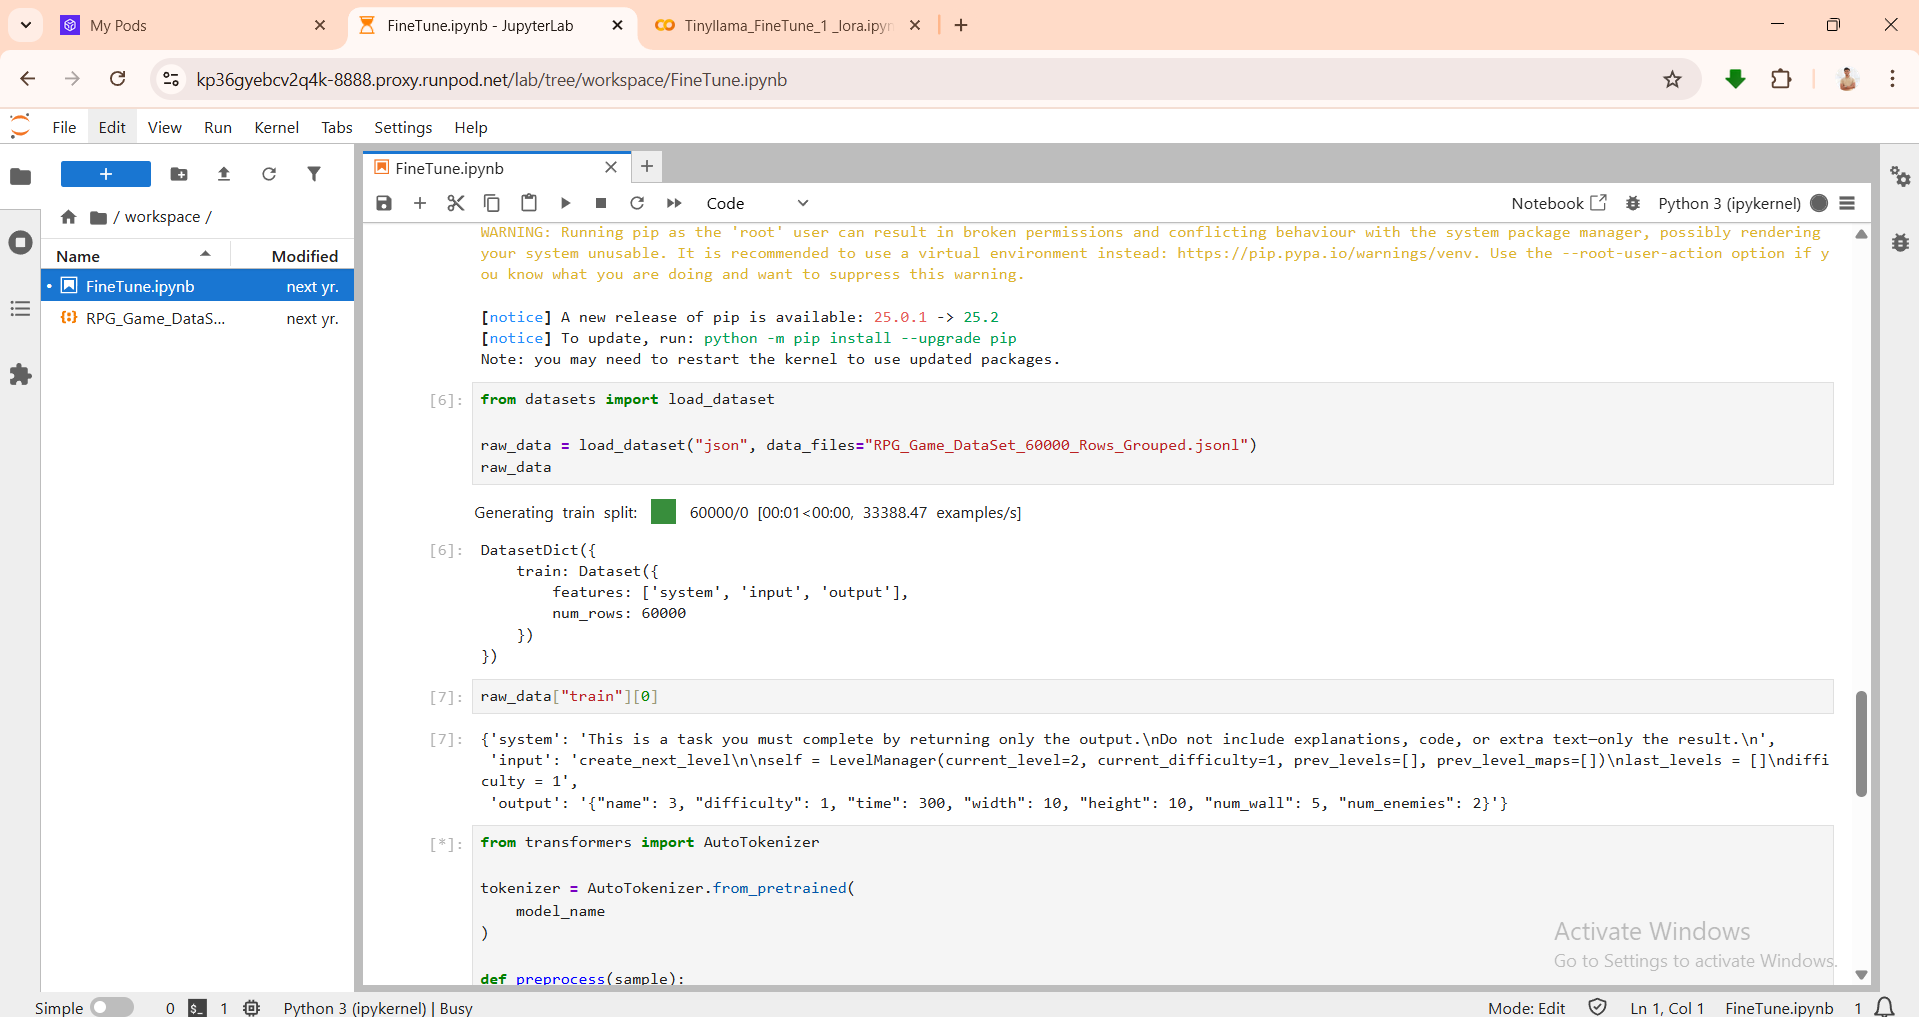 My Pods
FineTune.ipynb - JupyterLab
Tinyllama_FineTune_1 _lora.ipyn
kp36gyebcv2q4k-8888.proxy.runpod.net/lab/tree/workspace/FineTune.ipynb
File Edit View Run Kernel Tabs Settings Help
FineTune.ipynb
/ workspace /
Code
Notebook
Python 3 (ipykernel)
Name Modified
FineTune.ipynb next yr.
RPG_Game_DataS... next yr.
WARNING: Running pip as the 'root' user can result in broken permissions and conflicting behaviour with the system package manager, possibly rendering
your system unusable. It is recommended to use a virtual environment instead: https://pip.pypa.io/warnings/venv. Use the --root-user-action option if y
ou know what you are doing and want to suppress this warning.
[notice] A new release of pip is available: 25.0.1 -> 25.2
[notice] To update, run: python -m pip install --upgrade pip
Note: you may need to restart the kernel to use updated packages.
[6]: from datasets import load_dataset
raw_data = load_dataset("json", data_files="RPG_Game_DataSet_60000_Rows_Grouped.jsonl")
raw_data
Generating train split: 60000/0 [00:01<00:00, 33388.47 examples/s]
[6]: DatasetDict({
train: Dataset({
features: ['system', 'input', 'output'],
num_rows: 60000
})
})
[7]: raw_data["train"][0]
[7]: {'system': 'This is a task you must complete by returning only the output.\nDo not include explanations, code, or extra text—only the result.\n',
'input': 'create_next_level\n\nself = LevelManager(current_level=2, current_difficulty=1, prev_levels=[], prev_level_maps=[])\nlast_levels = []\ndiffi
culty = 1',
'output': '{"name": 3, "difficulty": 1, "time": 300, "width": 10, "height": 10, "num_wall": 5, "num_enemies": 2}'}
[*]: from transformers import AutoTokenizer
tokenizer = AutoTokenizer.from_pretrained(
model_name
)
def preprocess(sample):
Activate Windows
Go to Settings to activate Windows.
Simple 0 $_ 1 Python 3 (ipykernel) | Busy
Mode: Edit Ln 1, Col 1 FineTune.ipynb 1